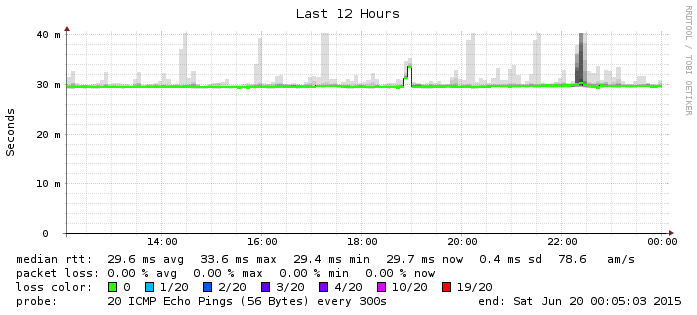 Last 12 Hours
RRDTOOL / TOBI OETIKER
Seconds
40 m
30 m
20 m
10 m
0
14:00 16:00 18:00 20:00 22:00 00:00
median rtt: 29.6 ms avg 33.6 ms max 29.4 ms min 29.7 ms now 0.4 ms sd 78.6 am/s
packet loss: 0.00 % avg 0.00 % max 0.00 % min 0.00 % now
loss color: 0 1/20 2/20 3/20 4/20 10/20 19/20
probe: 20 ICMP Echo Pings (56 Bytes) every 300s end: Sat Jun 20 00:05:03 2015